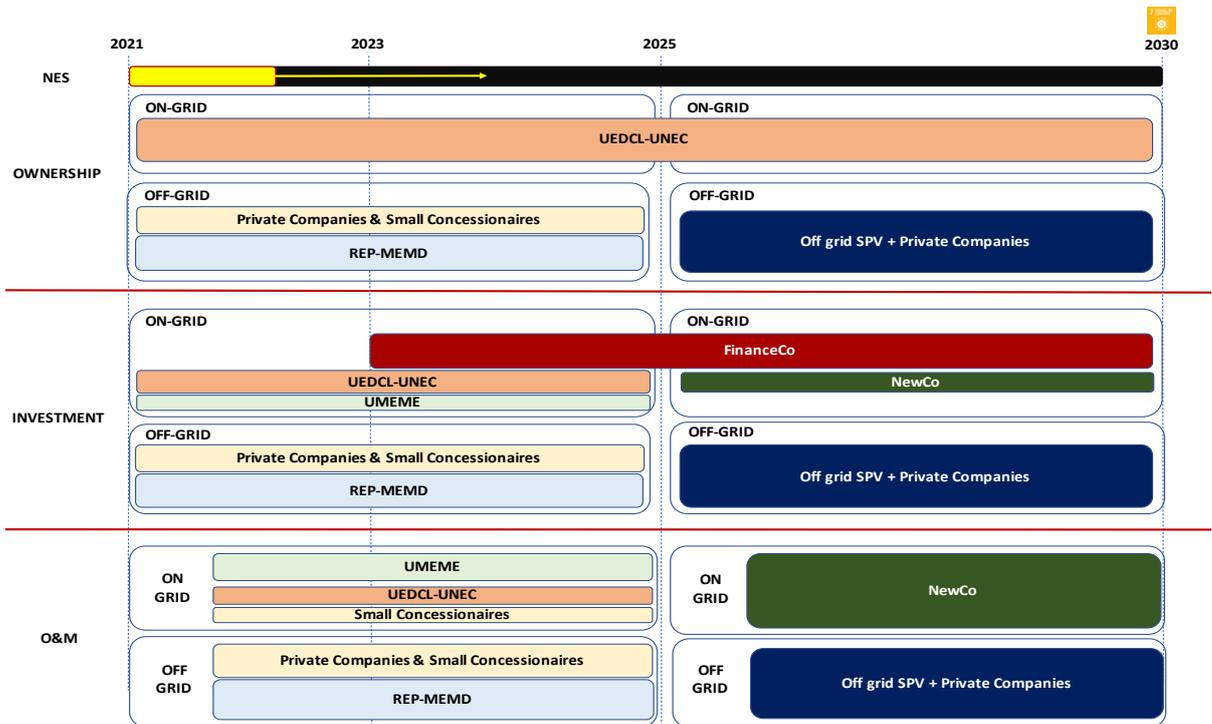 2021
2023
2025
2030
NES
ON-GRID
ON-GRID
UEDCL-UNEC
OWNERSHIP
OFF-GRID
OFF-GRID
Private Companies & Small Concessionaires
REP-MEMD
Off grid SPV + Private Companies
ON-GRID
ON-GRID
FinanceCo
UEDCL-UNEC
NewCo
UMEME
INVESTMENT
OFF-GRID
OFF-GRID
Private Companies & Small Concessionaires
REP-MEMD
Off grid SPV + Private Companies
O&M
ON
GRID
UMEME
UEDCL-UNEC
Small Concessionaires
ON
GRID
NewCo
OFF
GRID
Private Companies & Small Concessionaires
REP-MEMD
OFF
GRID
Off grid SPV + Private Companies